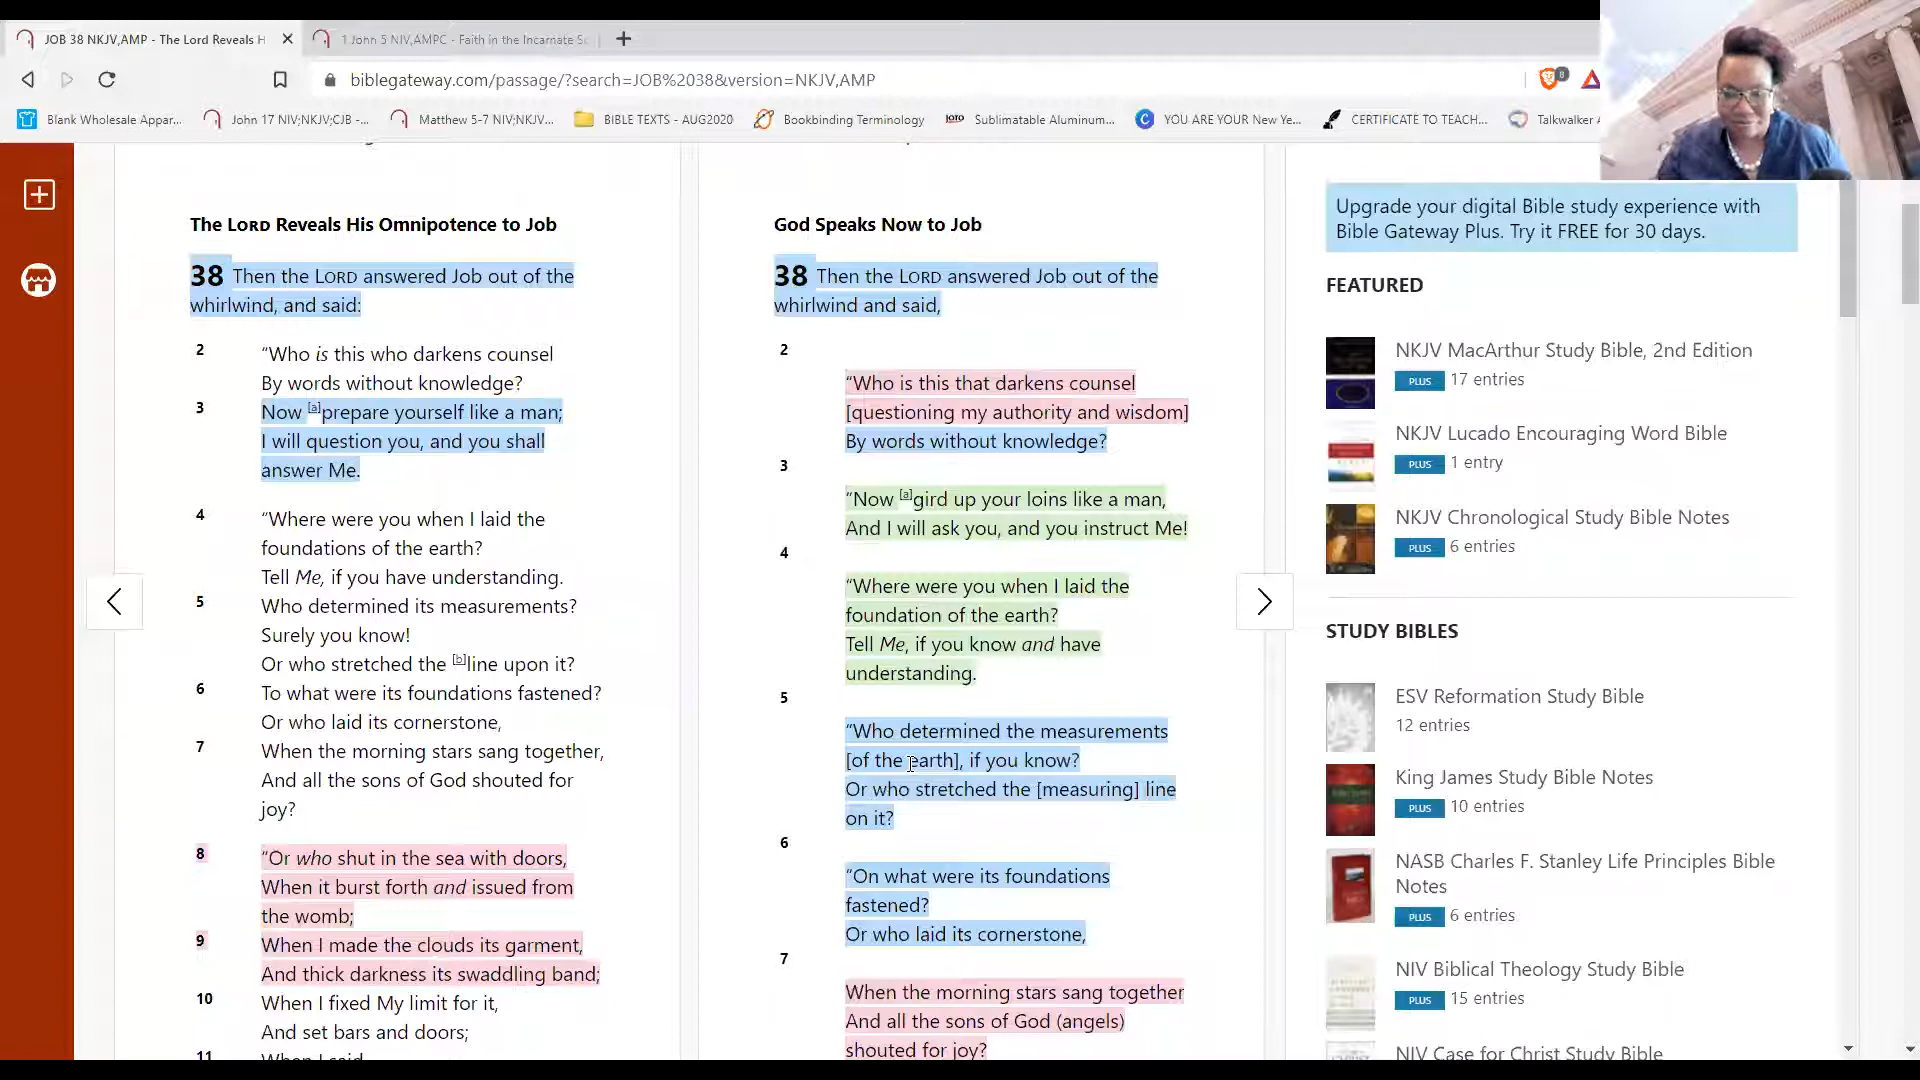 JOB 38 NKJV,AMP - The Lord Reveals H
1 John 5 NIV,AMPC - Faith in the Incarnate S
biblegateway.com/passage/?search=JOB%2038&version=NKJV,AMP
8
Blank Wholesale Appar...
John 17 NIV;NKJV;CJB -...
Matthew 5-7 NIV;NKJV...
BIBLE TEXTS - AUG2020
Bookbinding Terminology
Sublimatable Aluminum...
YOU ARE YOUR New Ye...
CERTIFICATE TO TEACH...
Talkwalker
The LORD Reveals His Omnipotence to Job
38 Then the LORD answered Job out of the
whirlwind, and said:
2 “Who is this who darkens counsel
By words without knowledge?
3 Now [a]prepare yourself like a man;
I will question you, and you shall
answer Me.
4 “Where were you when I laid the
foundations of the earth?
Tell Me, if you have understanding.
5 Who determined its measurements?
Surely you know!
Or who stretched the [b]line upon it?
6 To what were its foundations fastened?
Or who laid its cornerstone,
7 When the morning stars sang together,
And all the sons of God shouted for
joy?
8 “Or who shut in the sea with doors,
When it burst forth and issued from
the womb;
9 When I made the clouds its garment,
And thick darkness its swaddling band;
10 When I fixed My limit for it,
And set bars and doors;
11 When I said
God Speaks Now to Job
38 Then the LORD answered Job out of the
whirlwind and said,
2
“Who is this that darkens counsel
[questioning my authority and wisdom]
By words without knowledge?
3
“Now [a]gird up your loins like a man,
And I will ask you, and you instruct Me!
4
“Where were you when I laid the
foundation of the earth?
Tell Me, if you know and have
understanding.
5
“Who determined the measurements
[of the earth], if you know?
Or who stretched the [measuring] line
on it?
6
“On what were its foundations
fastened?
Or who laid its cornerstone,
7
When the morning stars sang together
And all the sons of God (angels)
shouted for joy?
Upgrade your digital Bible study experience with
Bible Gateway Plus. Try it FREE for 30 days.
FEATURED
NKJV MacArthur Study Bible, 2nd Edition
PLUS 17 entries
NKJV Lucado Encouraging Word Bible
PLUS 1 entry
NKJV Chronological Study Bible Notes
PLUS 6 entries
STUDY BIBLES
ESV Reformation Study Bible
12 entries
King James Study Bible Notes
PLUS 10 entries
NASB Charles F. Stanley Life Principles Bible
Notes
PLUS 6 entries
NIV Biblical Theology Study Bible
PLUS 15 entries
NIV Case for Christ Study Bible